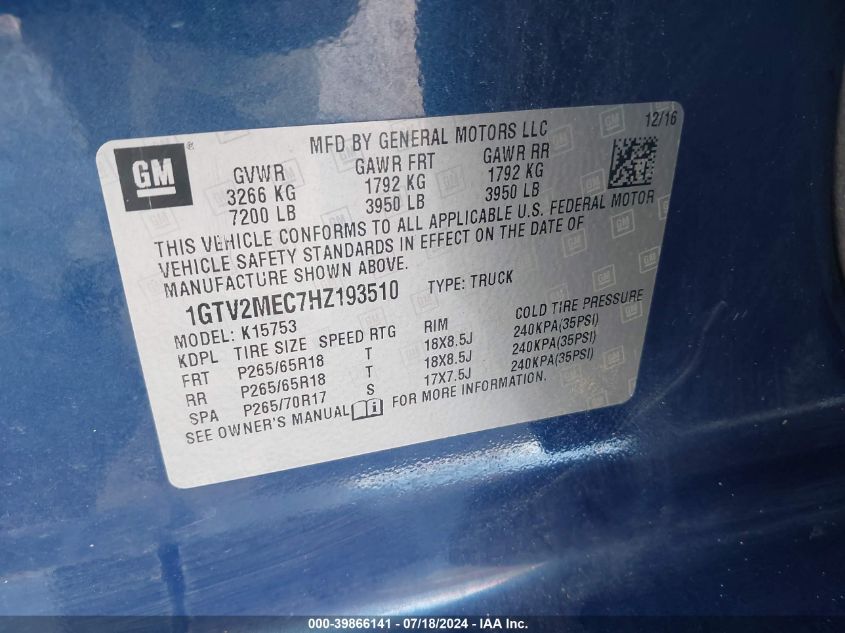 GM
MFD BY GENERAL MOTORS LLC
12/16
GVWR GAWR FRT GAWR RR
3266 KG 1792 KG 1792 KG
7200 LB 3950 LB 3950 LB
THIS VEHICLE CONFORMS TO ALL APPLICABLE U.S. FEDERAL MOTOR
VEHICLE SAFETY STANDARDS IN EFFECT ON THE DATE OF
MANUFACTURE SHOWN ABOVE.
1GTV2MEC7HZ193510 TYPE: TRUCK
MODEL: K15753
KDPL TIRE SIZE SPEED RTG RIM COLD TIRE PRESSURE
FRT P265/65R18 T 18X8.5J 240KPA(35PSI)
RR P265/65R18 T 18X8.5J 240KPA(35PSI)
SPA P265/70R17 S 17X7.5J 240KPA(35PSI)
SEE OWNER'S MANUAL FOR MORE INFORMATION.
000-39866141 - 07/18/2024 - IAA Inc.